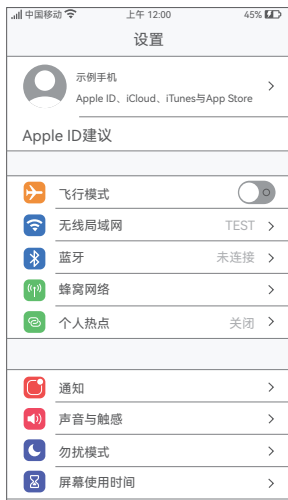 中国移动 上午 12:00 45%
设置
示例手机
Apple ID、iCloud、iTunes与App Store
Apple ID建议
飞行模式
无线局域网 TEST
蓝牙 未连接
蜂窝网络
个人热点 关闭
通知
声音与触感
勿扰模式
屏幕使用时间